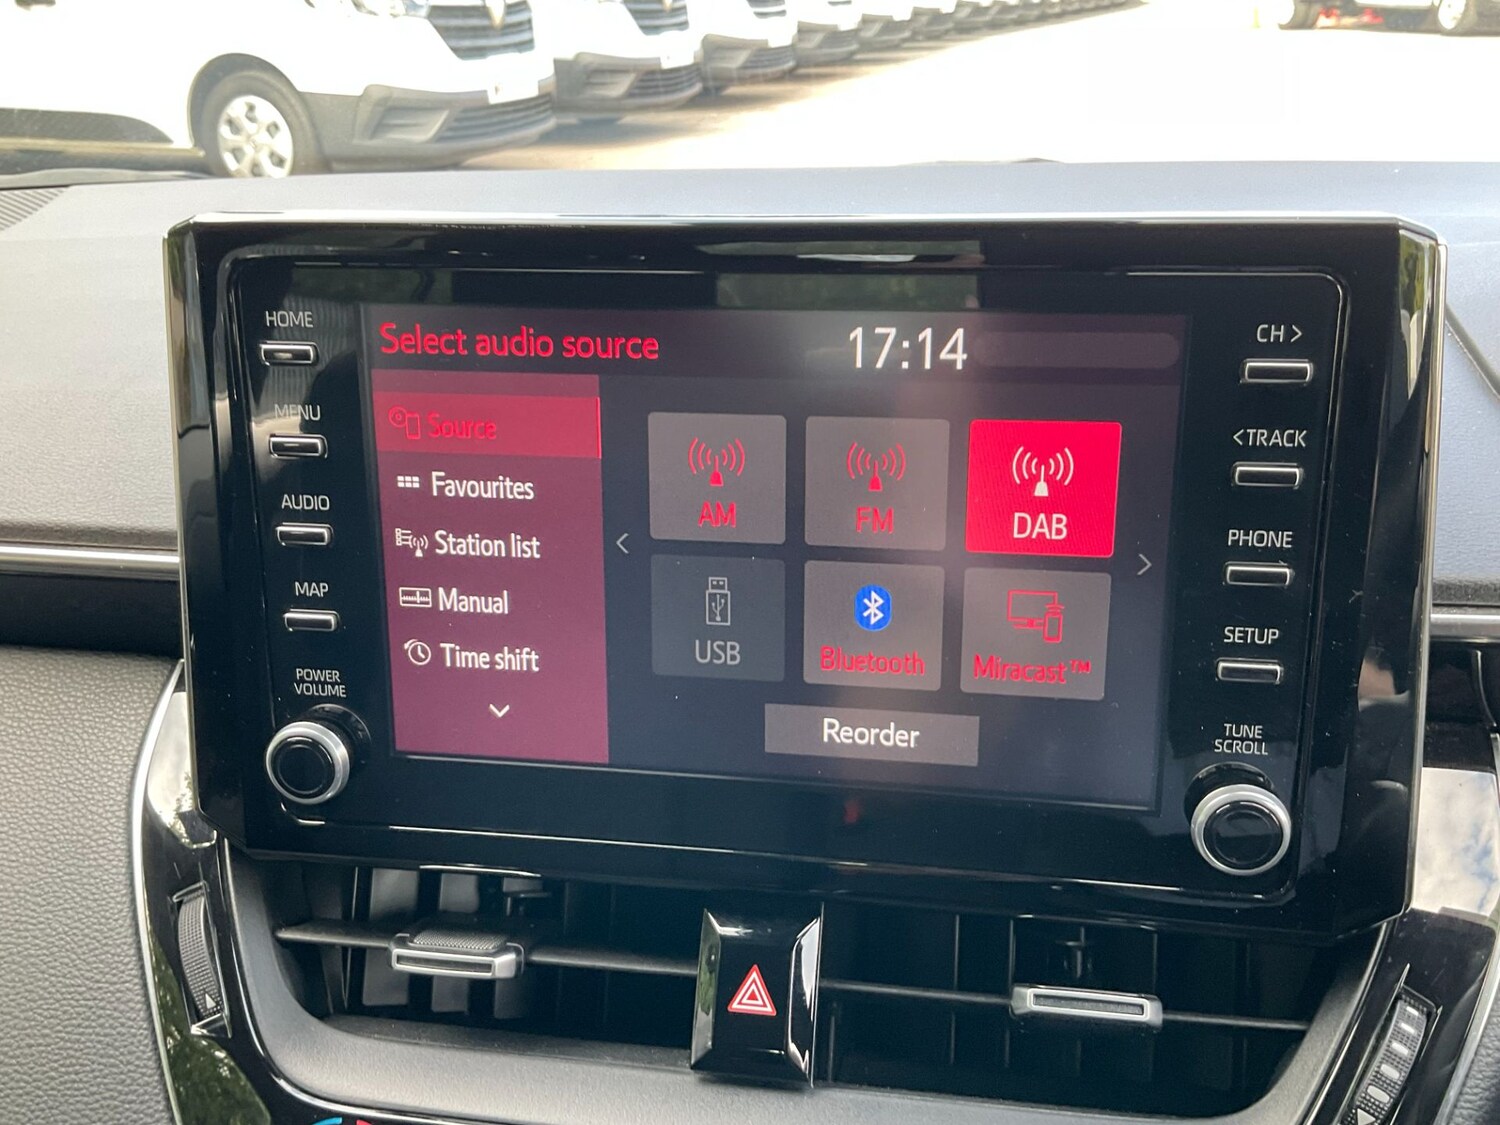 HOME
MENU
AUDIO
MAP
POWER
VOLUME
Select audio source
17:14
Source
Favourites
Station list
Manual
Time shift
AM
FM
DAB
USB
Bluetooth
Miracast™
Reorder
CH >
<TRACK
PHONE
SETUP
TUNE
SCROLL